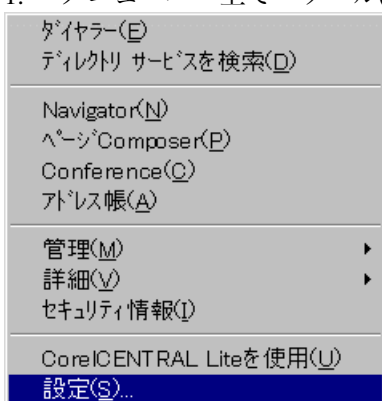 ﾀﾞｲﾔﾗｰ(E)
ﾃﾞｨﾚｸﾄﾘ ｻｰﾋﾞｽを検索(D)
Navigator(N)
ﾍﾟｰｼﾞComposer(P)
Conference(C)
ｱﾄﾞﾚｽ帳(A)
管理(M)
詳細(V)
ｾｷｭﾘﾃｨ情報(I)
CorelCENTRAL Liteを使用(U)
設定(S)...